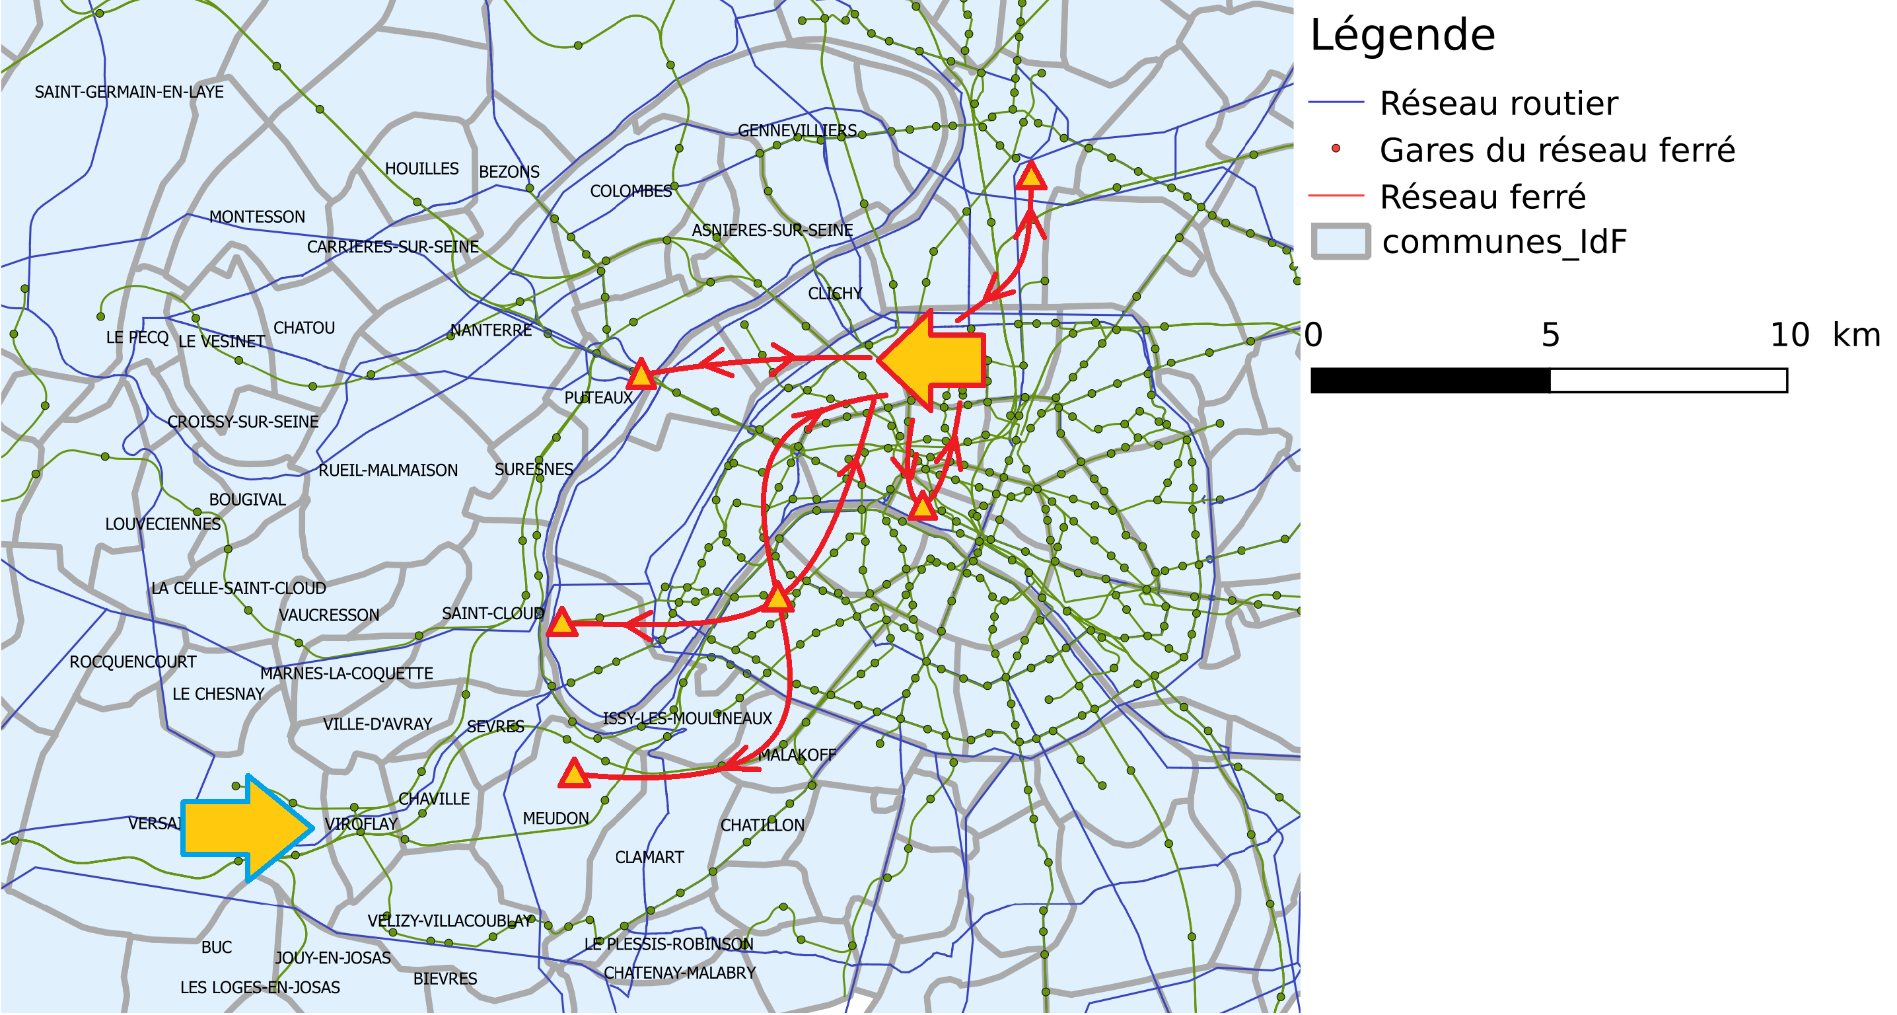 Légende
Réseau routier
Gares du réseau ferré
Réseau ferré
communes_IdF
0 5 10 km
SAINT-GERMAIN-EN-LAYE
GENNEVILLIERS
HOUILLES
BEZONS
COLOMBES
MONTESSON
ASNIERES-SUR-SEINE
CARRIERES-SUR-SEINE
CLICHY
LE PECQ
LE VESINET
CHATOU
NANTERRE
PUTEAUX
CROISSY-SUR-SEINE
RUEIL-MALMAISON
SURESNES
BOUGIVAL
LOUVECIENNES
LA CELLE-SAINT-CLOUD
VAUCRESSON
SAINT-CLOUD
ROCQUENCOURT
MARNES-LA-COQUETTE
LE CHESNAY
VILLE-D'AVRAY
SEVRES
ISSY-LES-MOULINEAUX
MALAKOFF
CHAVILLE
VERSAI
VIROFLAY
MEUDON
CHATILLON
CLAMART
VELIZY-VILLACOUBLAY
BUC
JOUY-EN-JOSAS
LE PLESSIS-ROBINSON
BIEVRES
CHATENAY-MALABRY
LES LOGES-EN-JOSAS